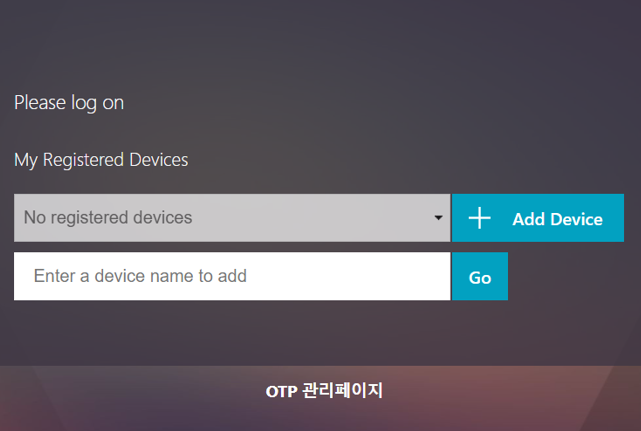 Please log on
My Registered Devices
No registered devices
Add Device
Enter a device name to add
Go
OTP 관리페이지